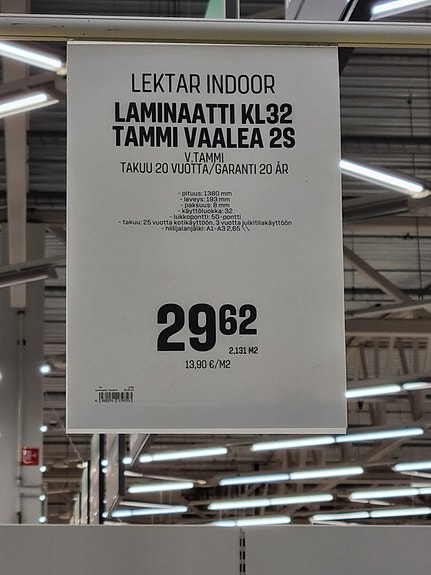 LEKTAR INDOOR
LAMINAATTI KL32
TAMMI VAALEA 2S
V.TAMMI
TAKUU 20 VUOTTA/GARANTI 20 ÅR
- pituus: 1380 mm
- leveys: 193 mm
- paksuus: 8 mm
- käyttöluokka: 32
- lukkopontti: 5G-pontti
- takuu: 25 vuotta kotikäyttöön, 3 vuotta julkitilakäyttöön
- hiilijalanjälki: A1-A3 2,65 \\
29 62
2,131 M2
13,90 €/M2